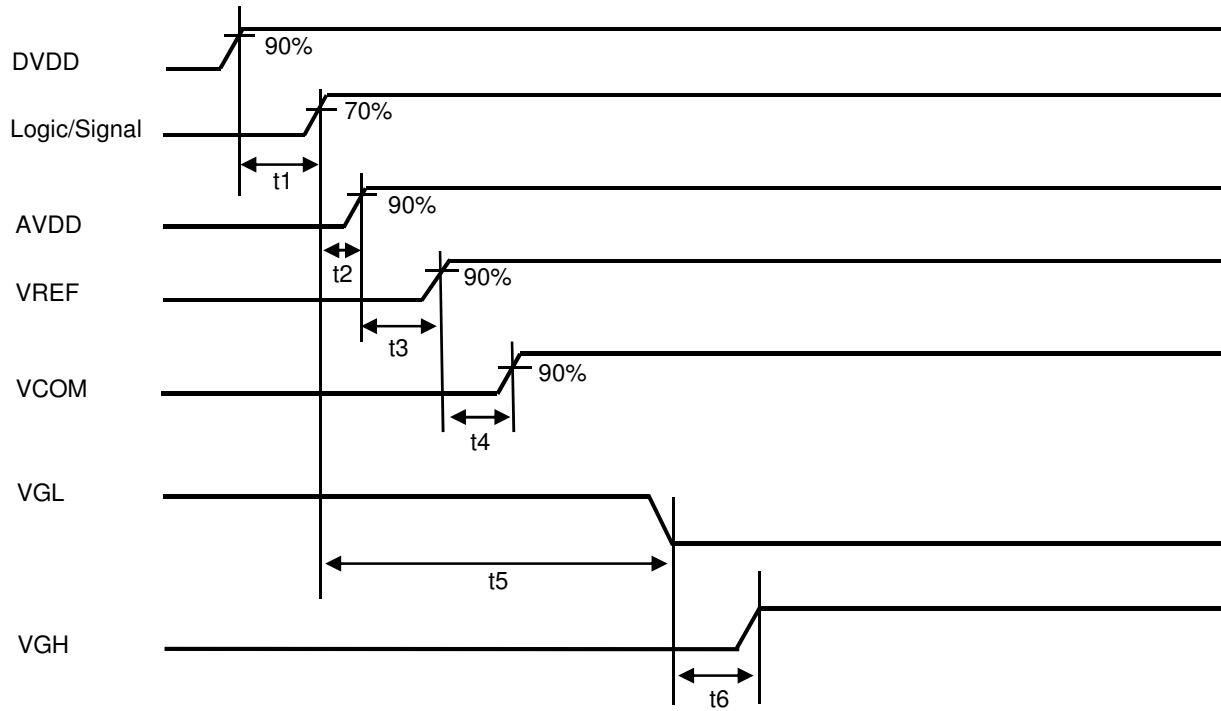 DVDD
90%
Logic/Signal
70%
t1
AVDD
90%
t2
VREF
90%
t3
VCOM
90%
t4
VGL
t5
VGH
t6